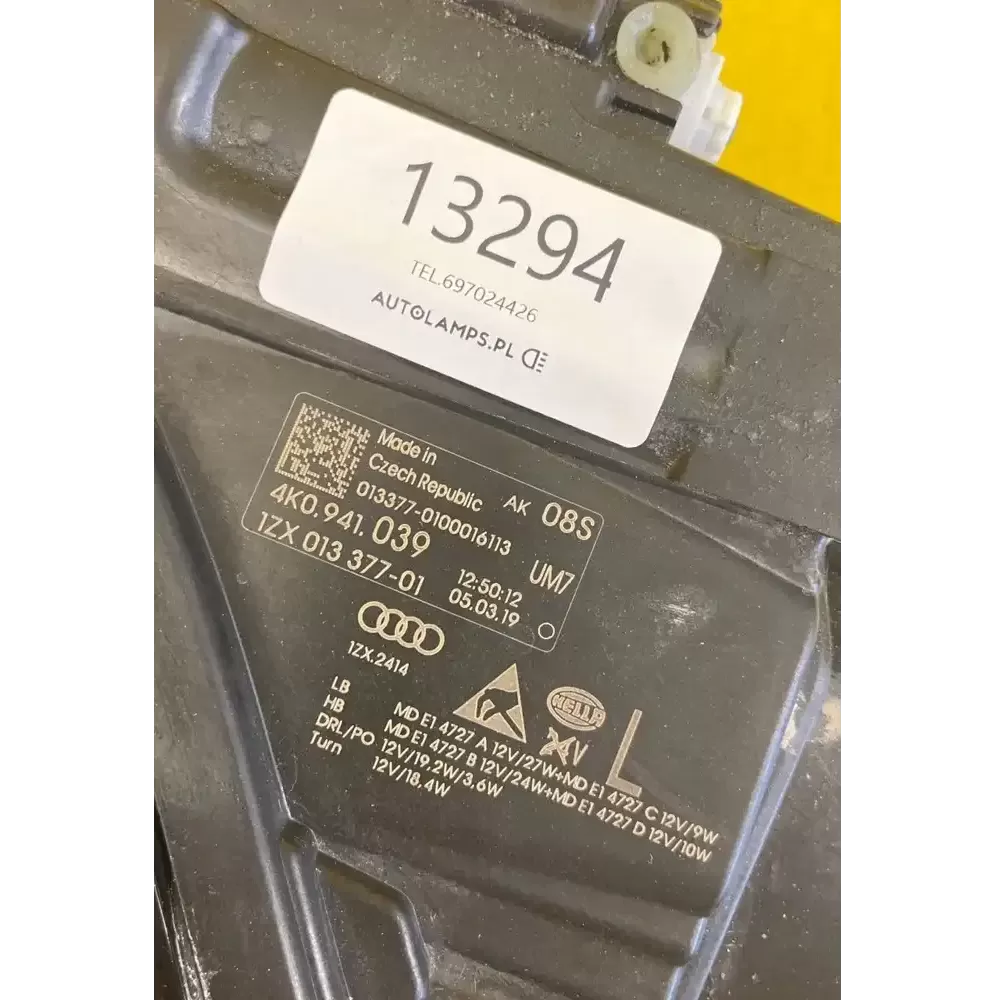 13294
TEL.697024426
AUTOLAMPS.PL
Made in
Czech Republic
AK 08S
013377-0100016113
4K0.941.039
UM7
1ZX 013 377-01
12:50:12
05.03.19
1ZX.2414
HELLA
L
LB MD E1 4727 A 12V/27W+MD E1 4727 C 12V/9W
HB MD E1 4727 B 12V/24W+MD E1 4727 D 12V/10W
DRL/PO 12V/19,2W/3,6W
Turn 12V/18,4W